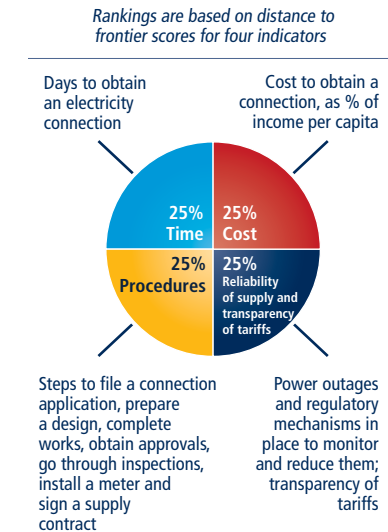 Rankings are based on distance to
frontier scores for four indicators
Days to obtain
an electricity
connection
Cost to obtain a
connection, as % of
income per capita
25%
Time
25%
Cost
25%
Procedures
25%
Reliability
of supply and
transparency
of tariffs
Steps to file a connection
application, prepare
a design, complete
works, obtain approvals,
go through inspections,
install a meter and
sign a supply
contract
Power outages
and regulatory
mechanisms in
place to monitor
and reduce them;
transparency of
tariffs